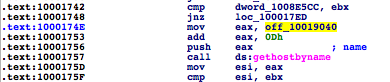 .text:10001742 cmp dword_1008E5CC, ebx
.text:10001748 jnz loc_100017ED
.text:1000174E mov eax, off_10019040
.text:10001753 add eax, 0Dh
.text:10001756 push eax ; name
.text:10001757 call ds:gethostbyname
.text:1000175D mov esi, eax
.text:1000175F cmp esi, ebx